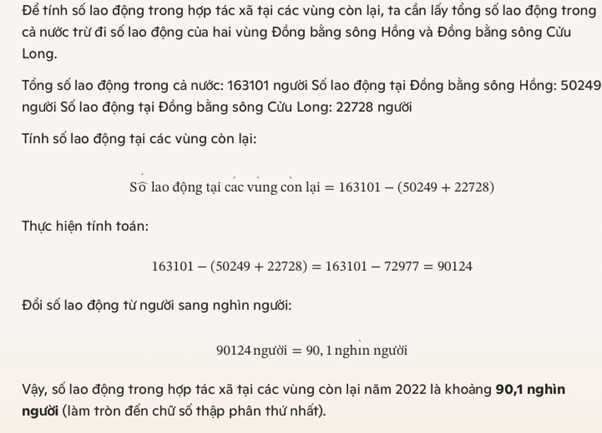 Để tính số lao động trong hợp tác xã tại các vùng còn lại, ta cần lấy tổng số lao động trong
cả nước trừ đi số lao động của hai vùng Đồng bằng sông Hồng và Đồng bằng sông Cửu
Long.
Tổng số lao động trong cả nước: 163101 người Số lao động tại Đồng bằng sông Hồng: 50249
người Số lao động tại Đồng bằng sông Cửu Long: 22728 người
Tính số lao động tại các vùng còn lại:
Số lao động tại các vùng còn lại = 163101 − (50249 + 22728)
Thực hiện tính toán:
163101 − (50249 + 22728) = 163101 − 72977 = 90124
Đổi số lao động từ người sang nghìn người:
90124 người = 90, 1 nghìn người
Vậy, số lao động trong hợp tác xã tại các vùng còn lại năm 2022 là khoảng 90,1 nghìn
người (làm tròn đến chữ số thập phân thứ nhất).